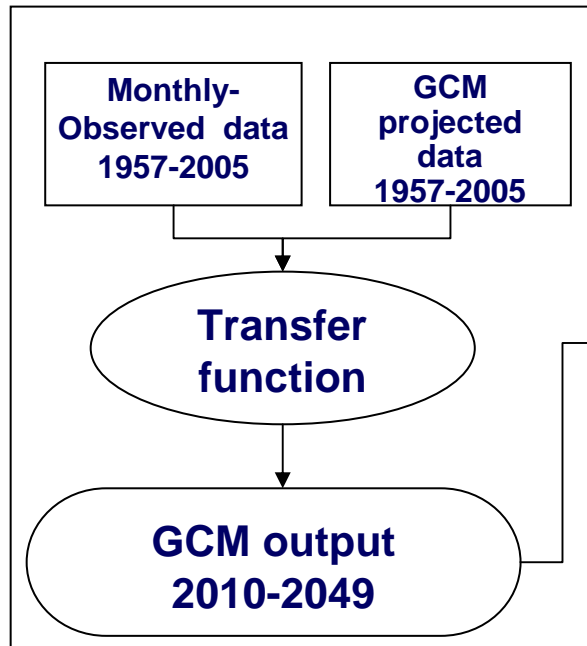 Monthly-
Observed data
1957-2005
GCM
projected
data
1957-2005
Transfer
function
GCM output
2010-2049